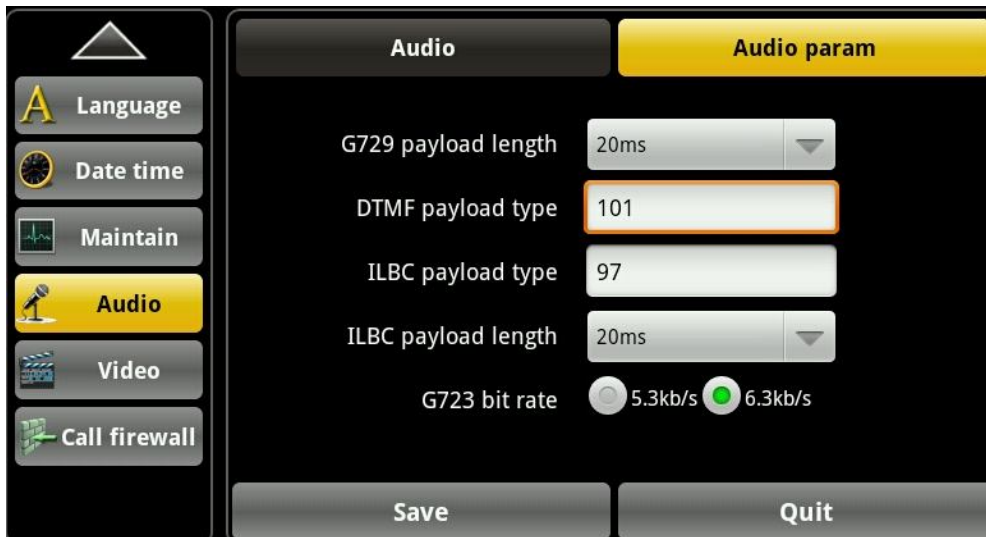 Language
Date time
Maintain
Audio
Video
Call firewall
Audio
Audio param
G729 payload length
20ms
DTMF payload type
101
ILBC payload type
97
ILBC payload length
20ms
G723 bit rate
5.3kb/s
6.3kb/s
Save
Quit